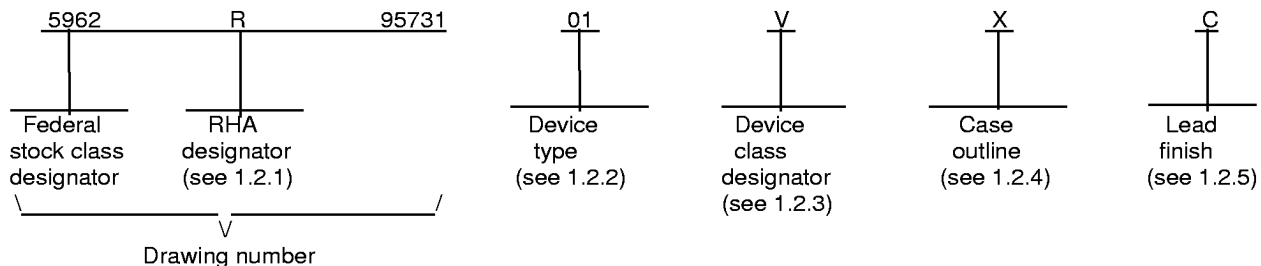 5962 R 95731 01 V X C
Federal stock class designator
RHA designator (see 1.2.1)
Device type (see 1.2.2)
Device class designator (see 1.2.3)
Case outline (see 1.2.4)
Lead finish (see 1.2.5)
\ /
V
Drawing number